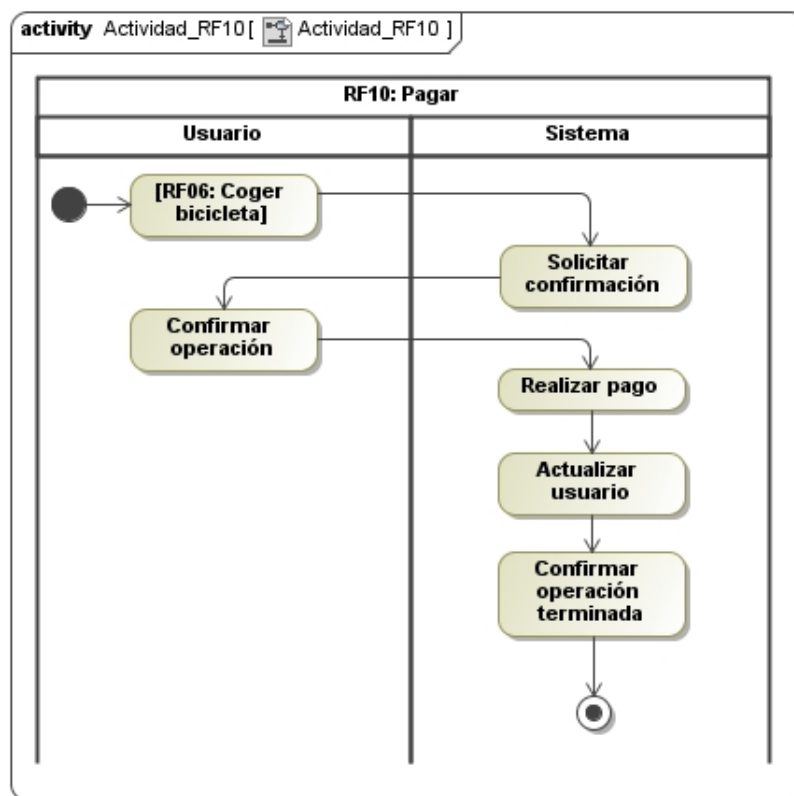 activity Actividad_RF10 [ Actividad_RF10 ]
RF10: Pagar
Usuario
Sistema
[RF06: Coger
bicicleta]
Solicitar
confirmación
Confirmar
operación
Realizar pago
Actualizar
usuario
Confirmar
operación
terminada